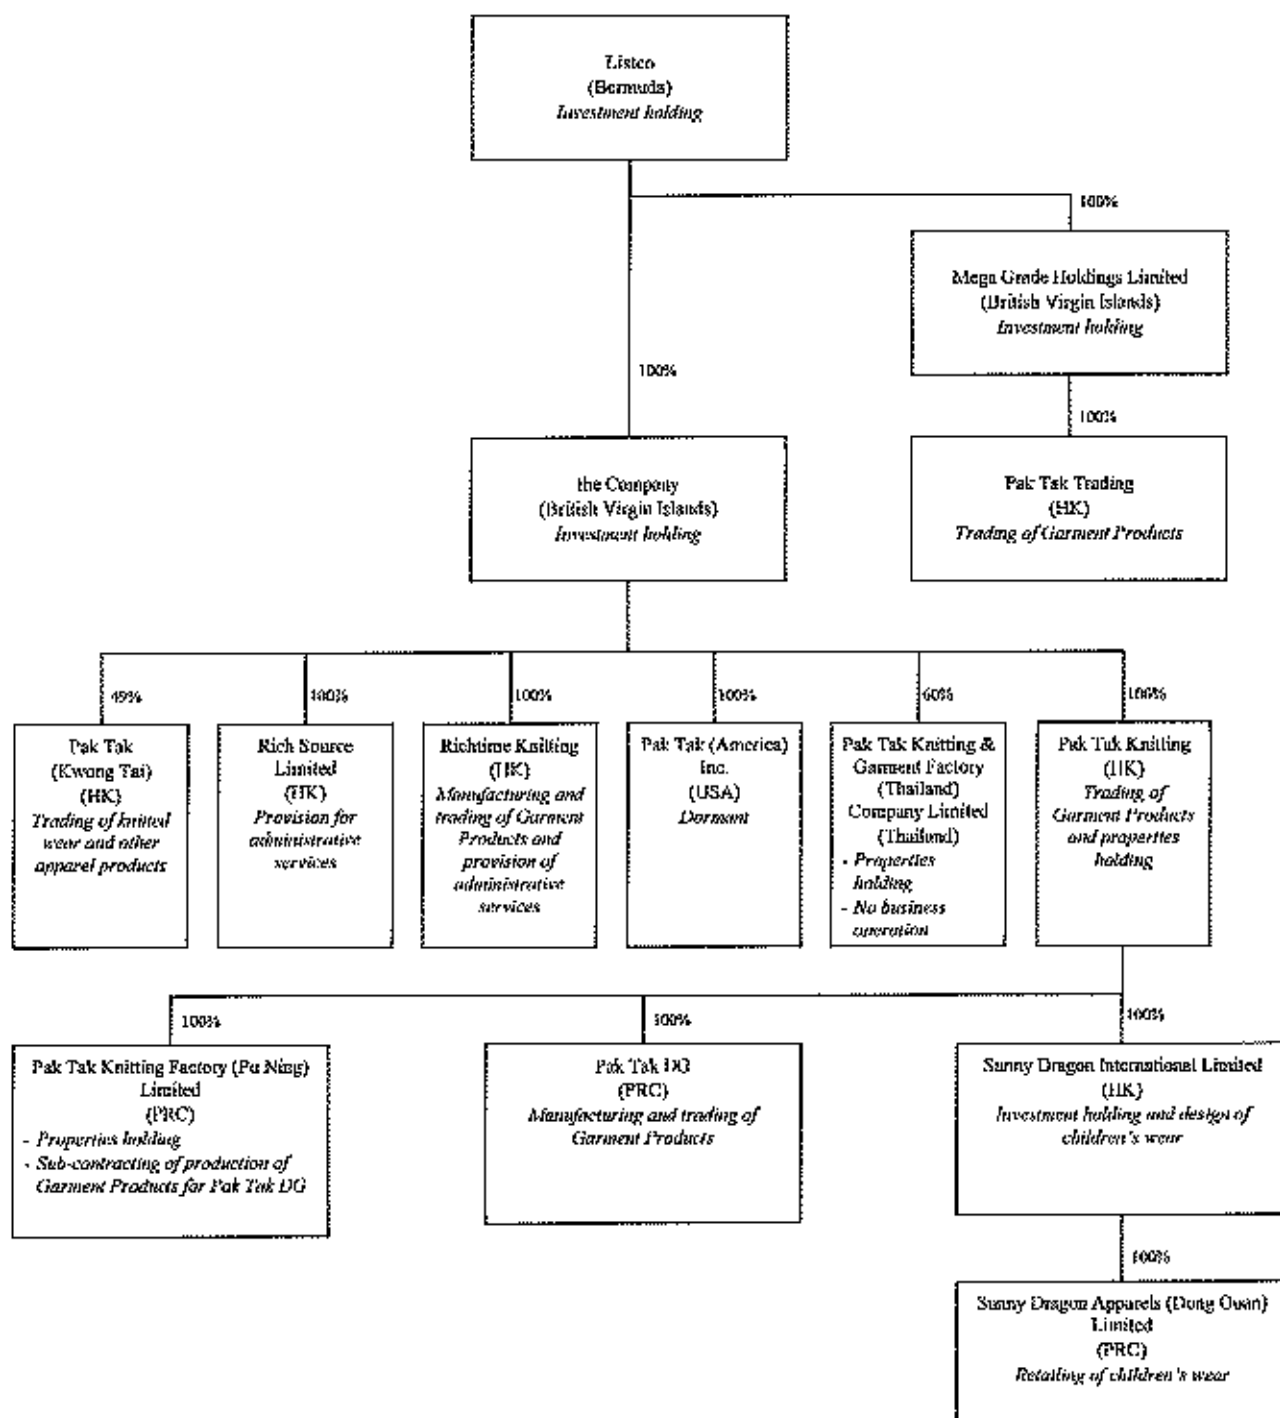 Listco
(Bermuda)
Investment holding
100%
Mega Grade Holdings Limited
(British Virgin Islands)
Investment holding
100%
100%
the Company
(British Virgin Islands)
Investment holding
Pak Tak Trading
(HK)
Trading of Garment Products
49%
100%
100%
100%
60%
100%
Pak Tak
(Kwong Tai)
(HK)
Trading of knitted
wear and other
apparel products
Rich Source
Limited
(HK)
Provision for
administrative
services
Richtime Knitting
(HK)
Manufacturing and
trading of Garment
Products and
provision of
administrative
services
Pak Tak (America)
Inc.
(USA)
Dormant
Pak Tak Knitting &
Garment Factory
(Thailand)
Company Limited
(Thailand)
- Properties
holding
- No business
operation
Pak Tak Knitting
(HK)
Trading of
Garment Products
and properties
holding
100%
100%
100%
Pak Tak Knitting Factory (Pu Ning)
Limited
(PRC)
- Properties holding
- Sub-contracting of production of
Garment Products for Pak Tak DG
Pak Tak DG
(PRC)
Manufacturing and trading of
Garment Products
Sunny Dragon International Limited
(HK)
Investment holding and design of
children's wear
100%
Sunny Dragon Apparels (Dong Guan)
Limited
(PRC)
Retailing of children's wear